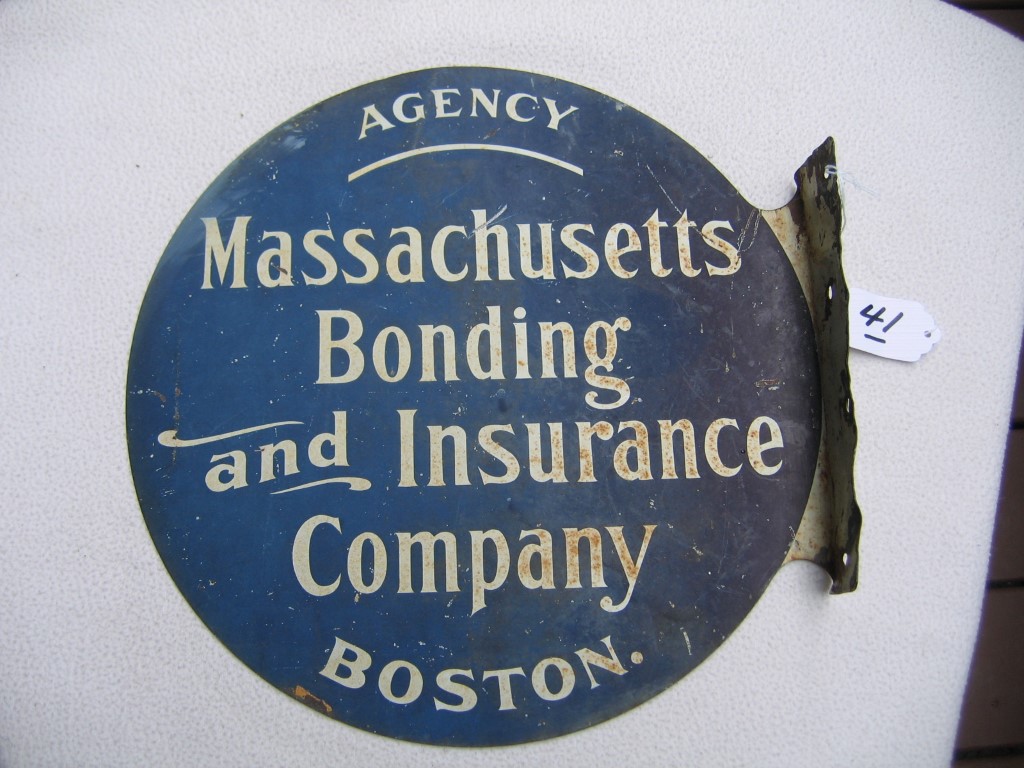 AGENCY
Massachusetts
Bonding
and Insurance
Company
BOSTON.
41